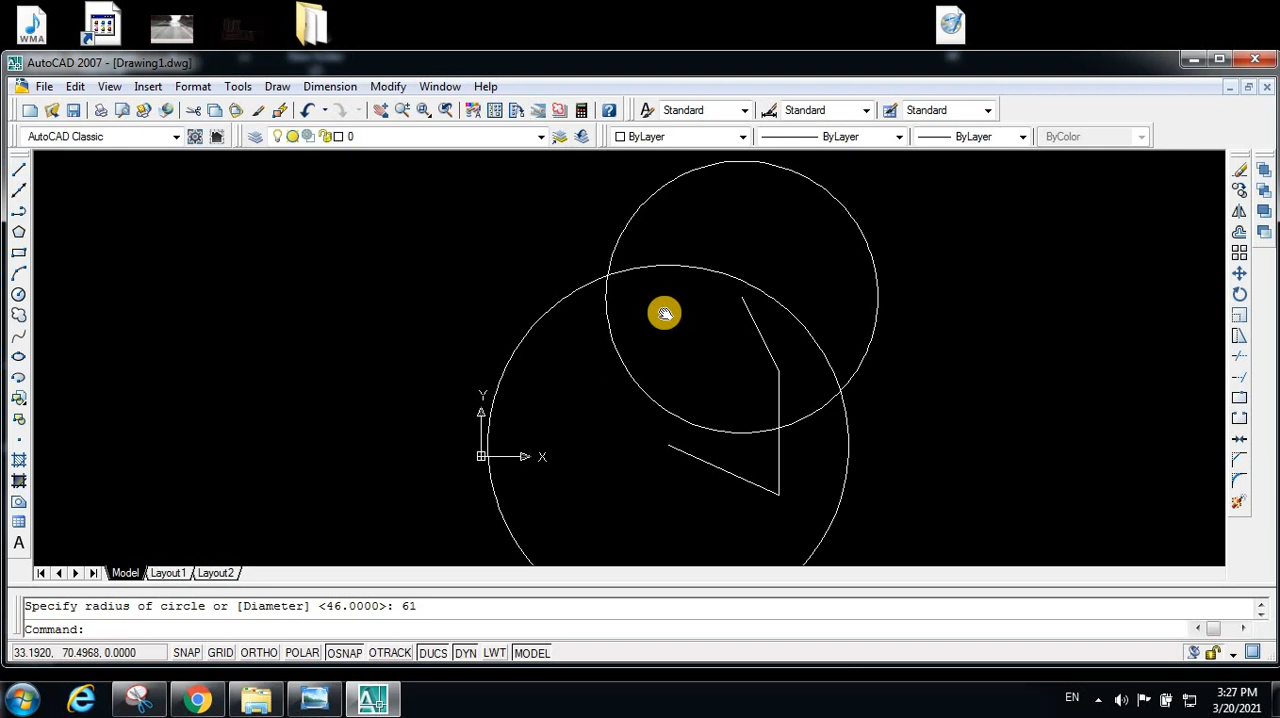 WMA
AutoCAD 2007 - [Drawing1.dwg]
File Edit View Insert Format Tools Draw Dimension Modify Window Help
Standard Standard Standard
AutoCAD Classic 0 ByLayer ByLayer ByLayer ByColor
Y
X
A
Model Layout1 Layout2
Specify radius of circle or [Diameter] <46.0000>: 61
Command:
33.1920, 70.4968, 0.0000 SNAP GRID ORTHO POLAR OSNAP OTRACK DUCS DYN LWT MODEL
EN 3:27 PM
3/20/2021